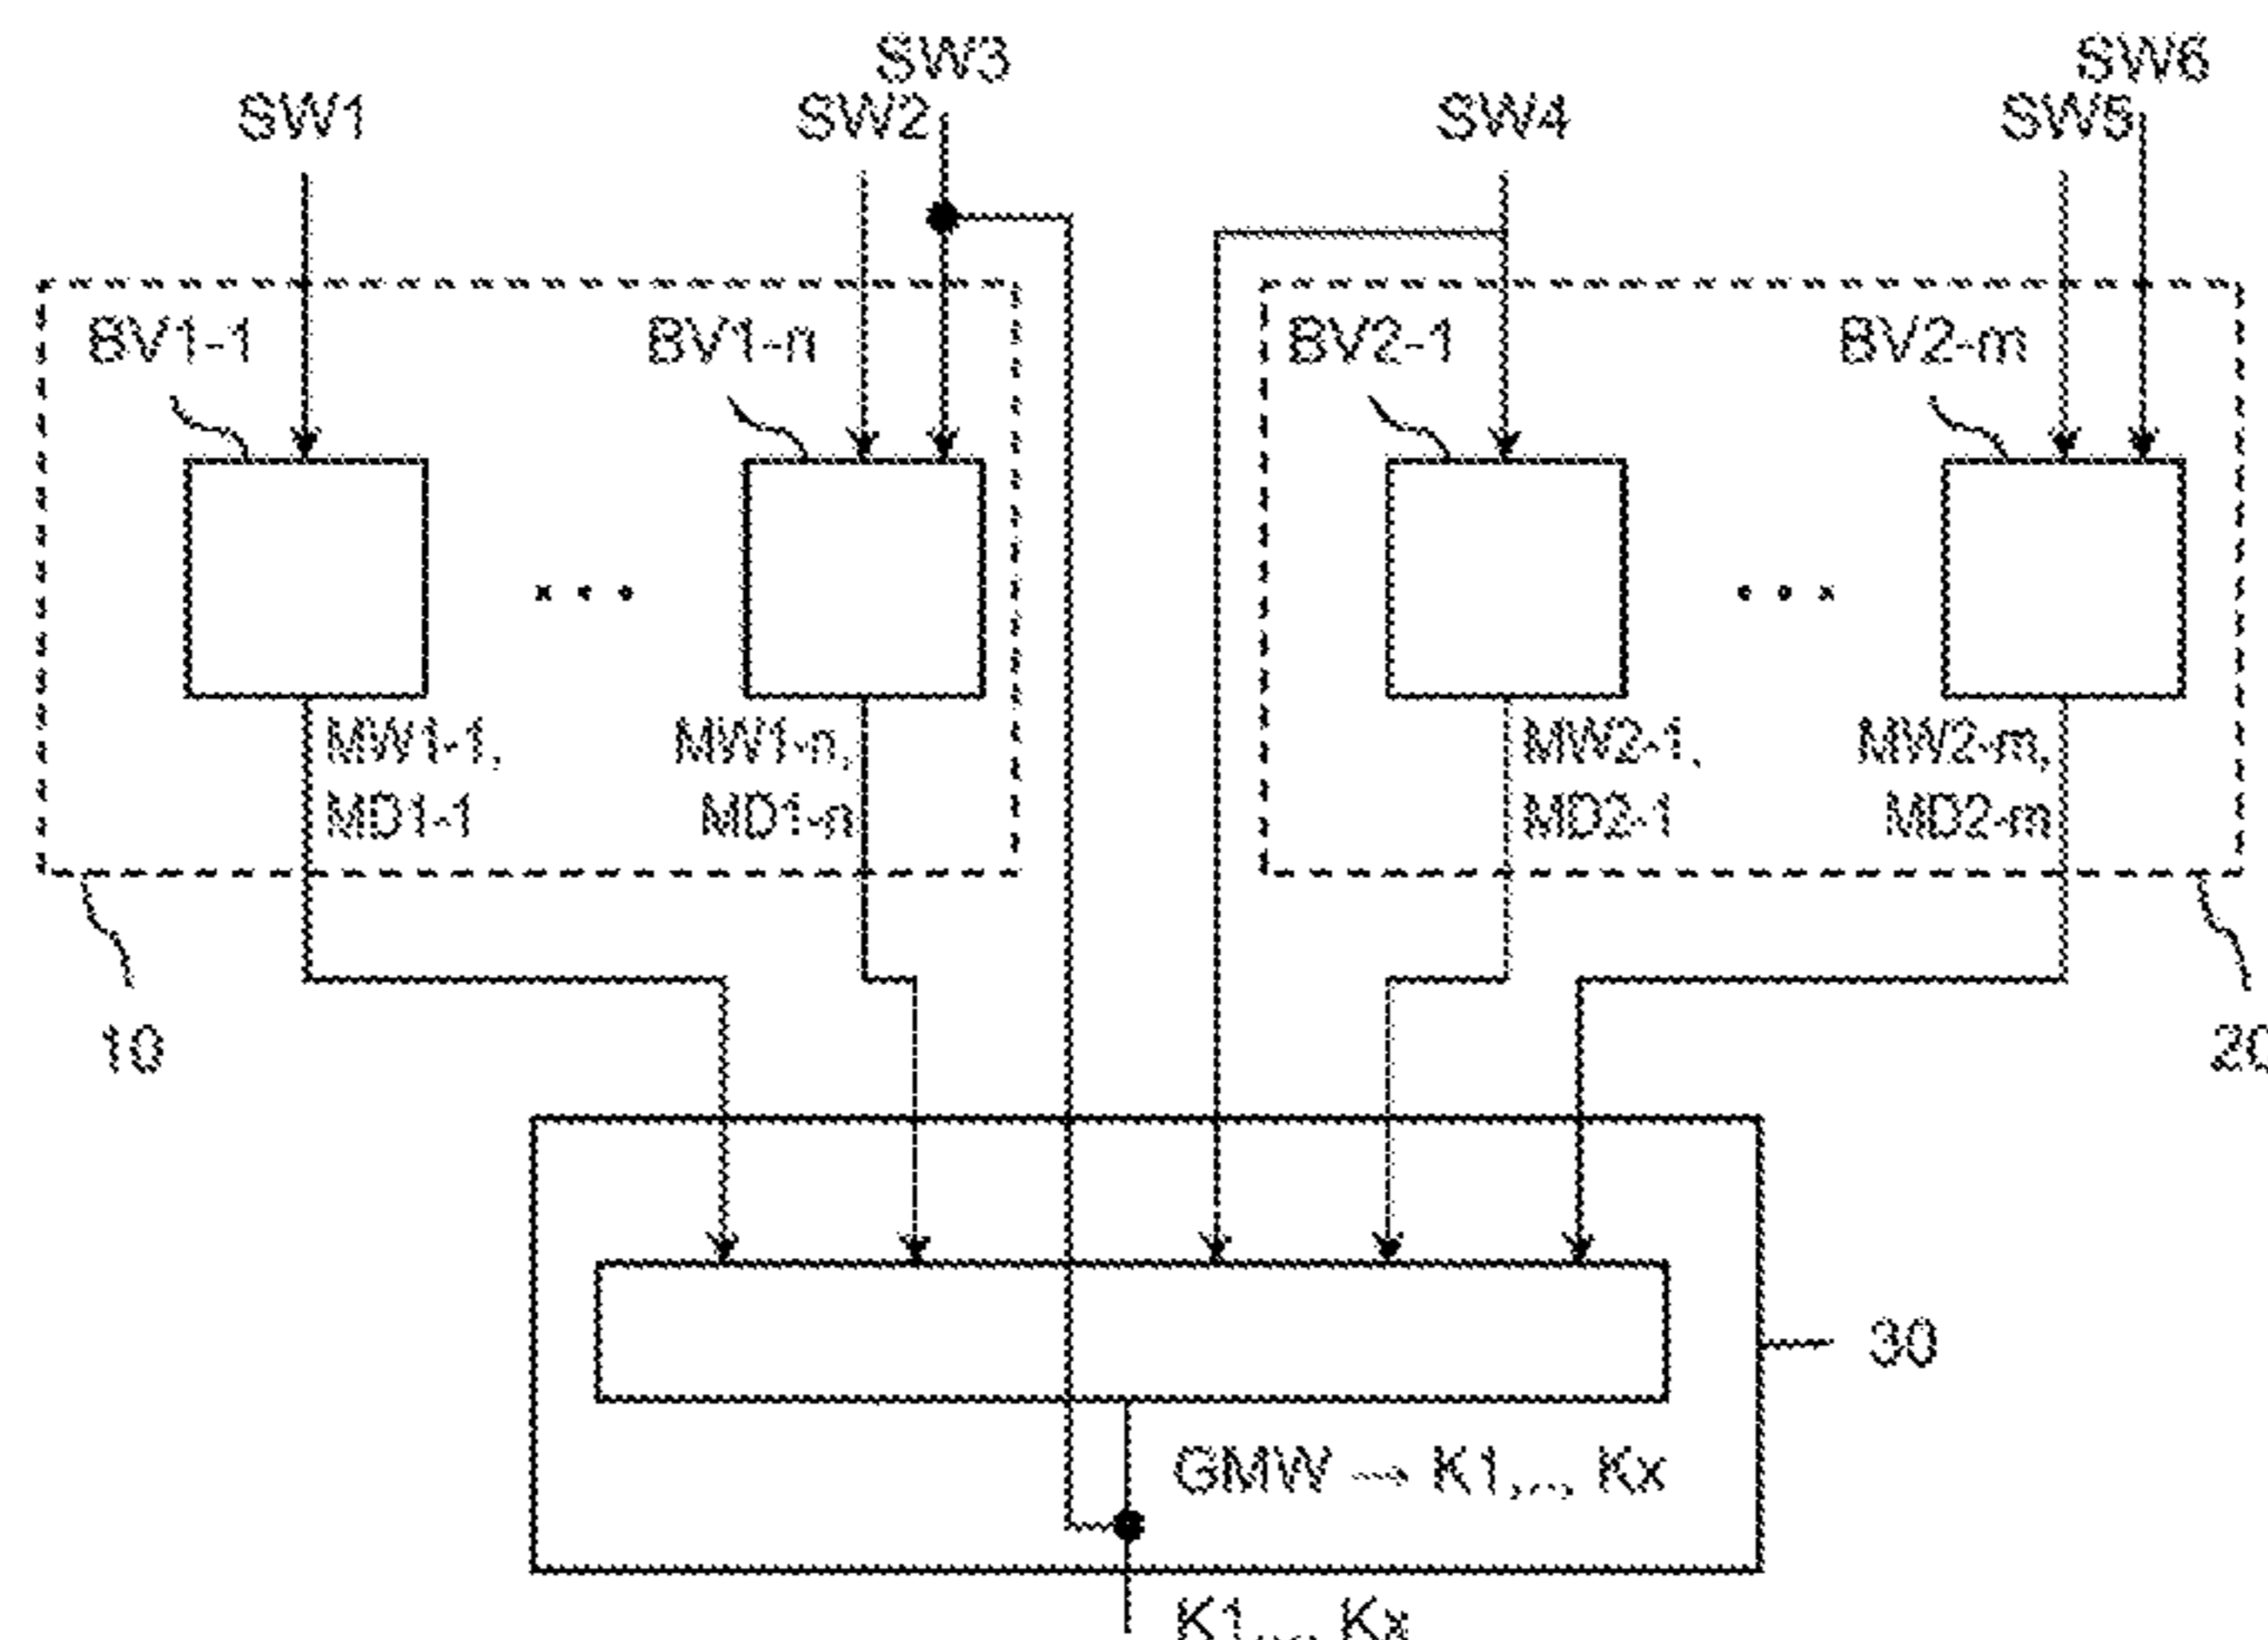 SW3
SW6
SW1
SW2
SW4
SW5
BV1-1
BV1-n
BV2-1
BV2-m
MW1-1,
MD1-1
MW1-n,
MD1-n
MW2-1,
MD2-1
MW2-m,
MD2-m
10
20
30
GMW → K1,..., Kx
K1,..., Kx